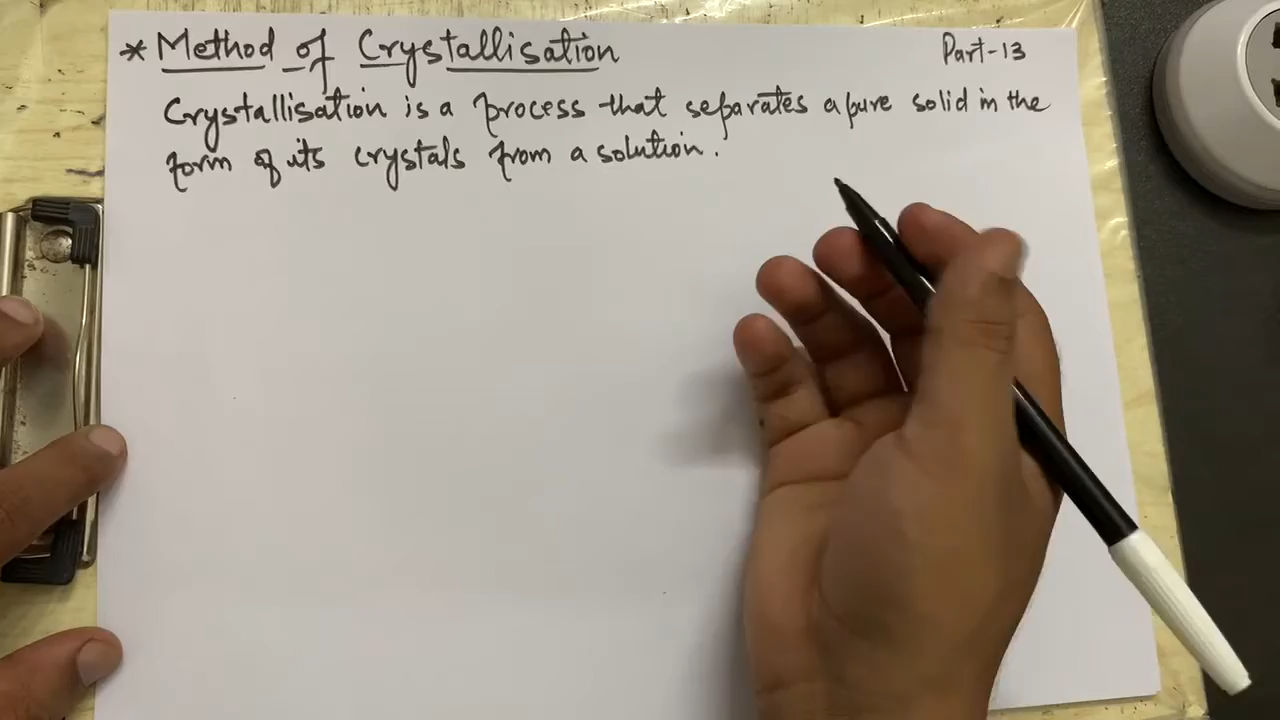 * Method of Crystallisation Part-13
Crystallisation is a process that separates a pure solid in the
form of its crystals from a solution.